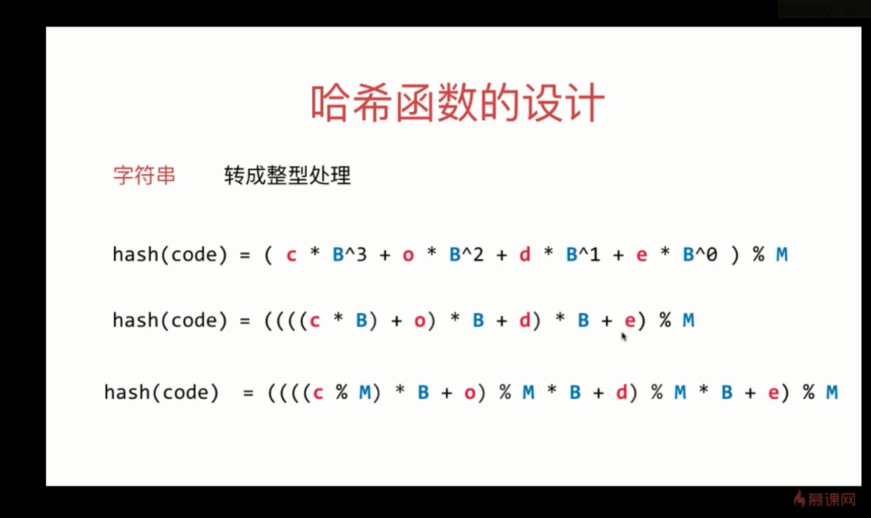 哈希函数的设计
字符串 转成整型处理
hash(code) = ( c * B^3 + o * B^2 + d * B^1 + e * B^0 ) % M
hash(code) = ((((c * B) + o) * B + d) * B + e) % M
hash(code) = ((((c % M) * B + o) % M * B + d) % M * B + e) % M
慕课网